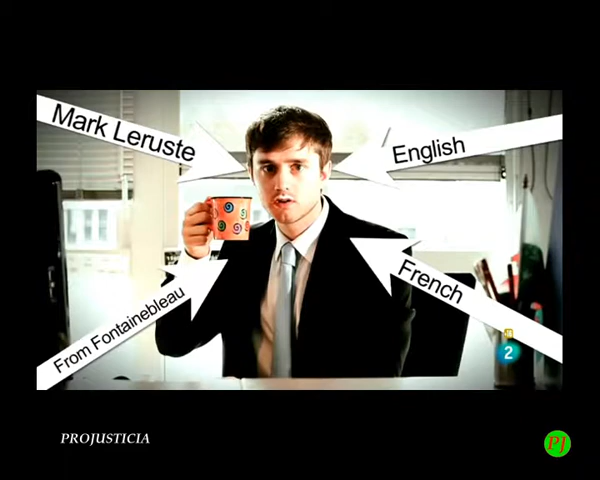 Mark Leruste
English
French
From Fontainebleau
2
PROJUSTICIA
PJ